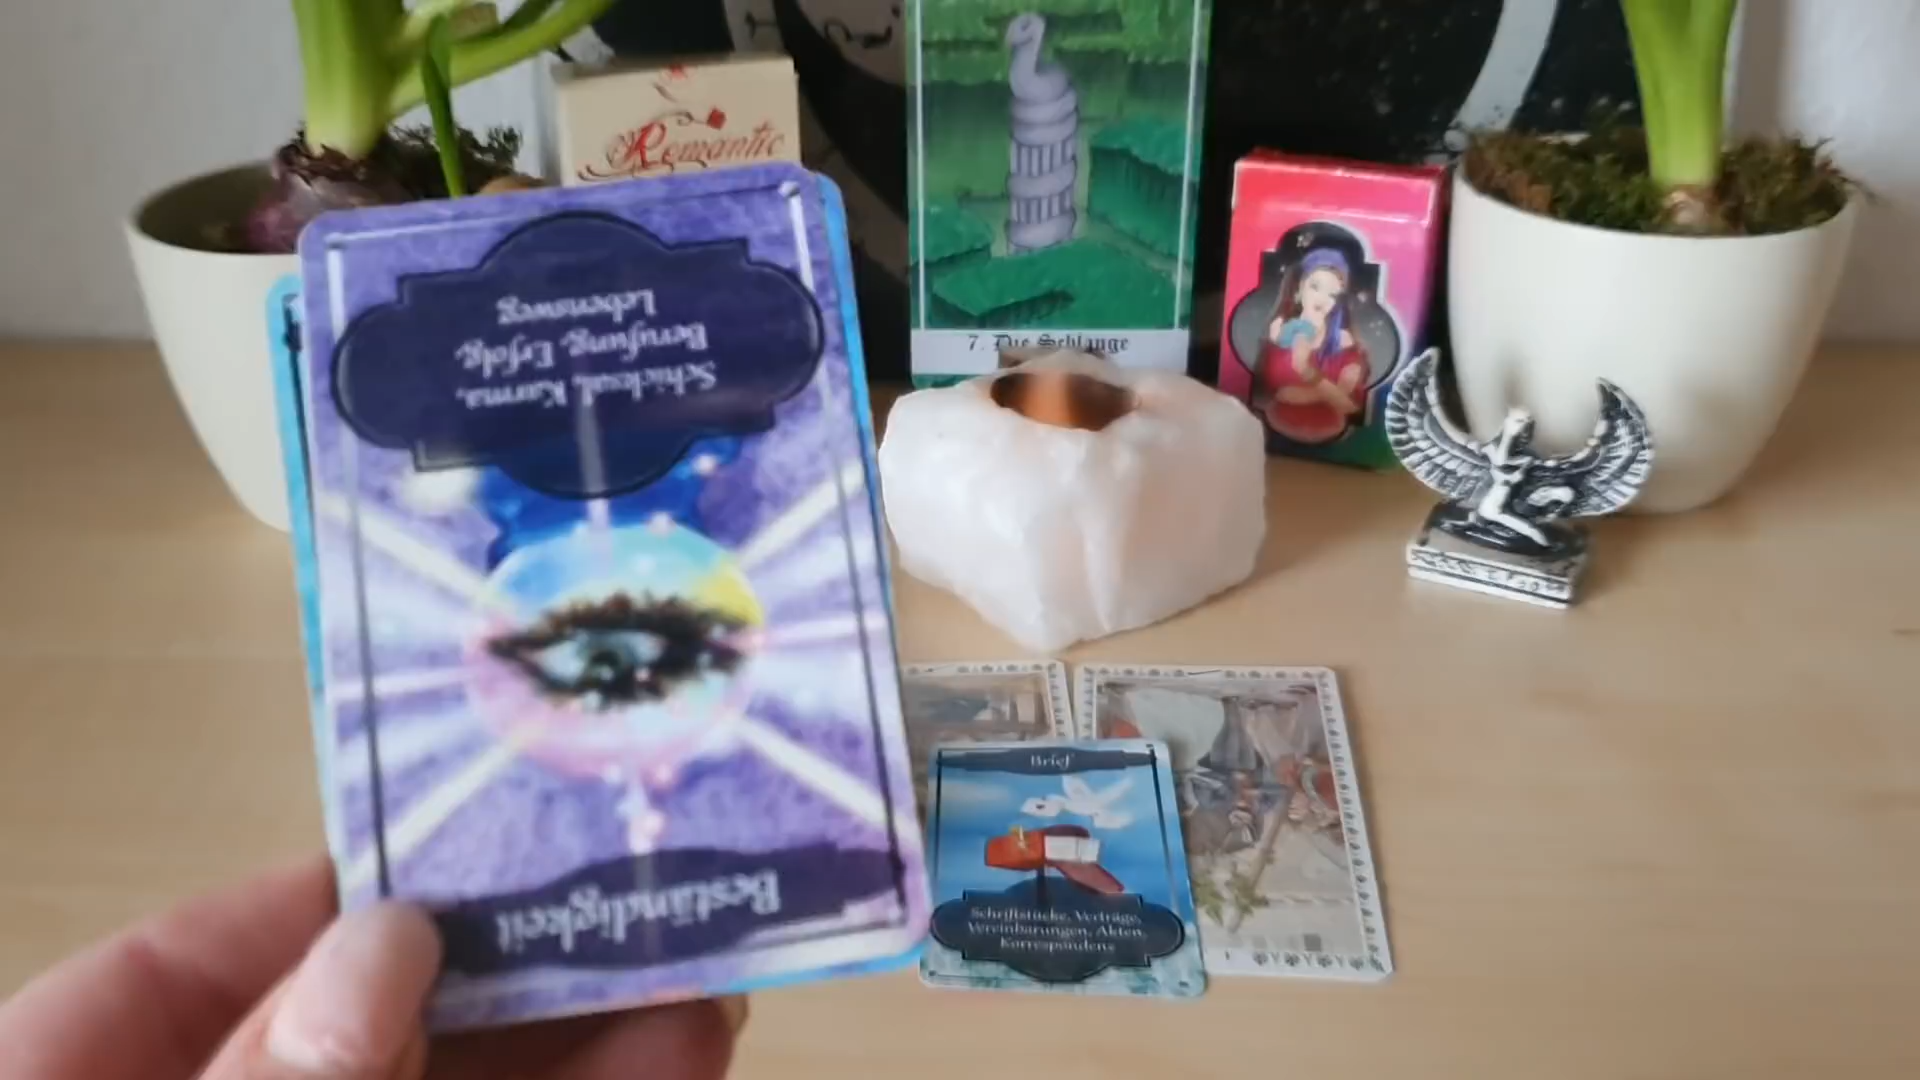 Romantic
7. Die Schlange
Schicksal, Karma,
Berufung, Erfolg,
Lebensweg
Beständigkeit
Brief
Schriftstücke, Verträge,
Vereinbarungen, Akten
Korrespondenz